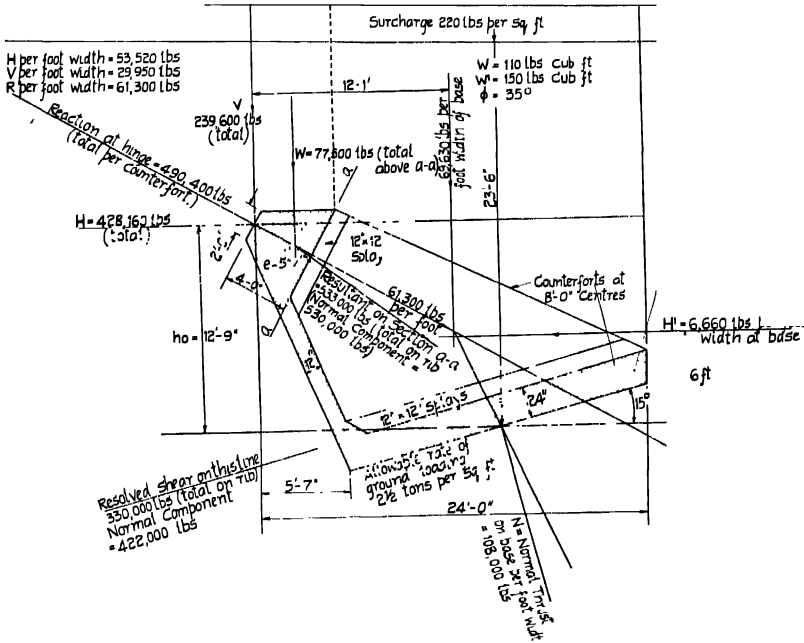 Surcharge 220 lbs per sq ft
H per foot width = 53,520 lbs
V per foot width = 29,950 lbs
R per foot width = 61,300 lbs
W = 110 lbs Cub ft
W' = 150 lbs Cub ft
φ = 35°
12'-1'
V
239,600 lbs
(total)
Reaction at hinge = 490,400 lbs
(total per counterfort.)
W = 77,600 lbs (total
above a-a)
69,630 lbs per
foot width of base
23'-6"
a
H = 428,160 lbs
(total)
12" × 12
e-5"
4'-0"
Resultant on Section a-a
= 533,000 lbs (total on rib
Normal Component =
530,000 lbs)
61,300 lbs
per foot
Counterforts at
8'-0" Centres
H' = 6,660 lbs
width at base
ho = 12'-9"
a
6 ft
24"
15°
12" × 12" Splays
Allowable rate of
ground loading
2½ tons per sq ft
Resolved shear on this line
330,000 lbs (total on rib)
Normal Component
= 422,000 lbs
5'-7"
24'-0"
N = Normal Thrust
on base per foot width
= 108,000 lbs